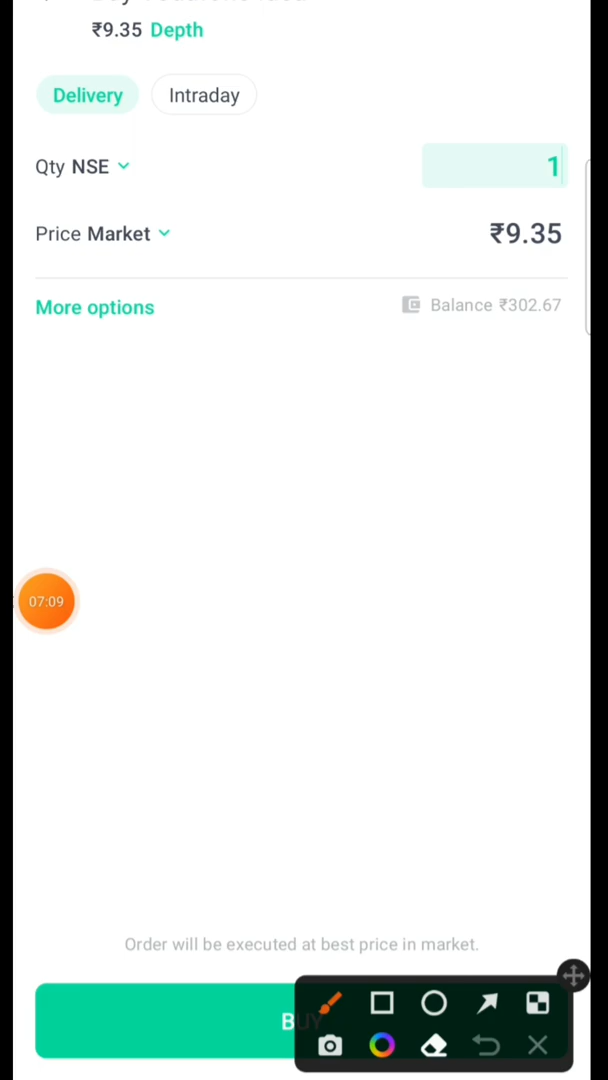 ₹9.35 Depth
Delivery Intraday
Qty NSE 1
Price Market ₹9.35
More options Balance ₹302.67
07:09
Order will be executed at best price in market.
BUY